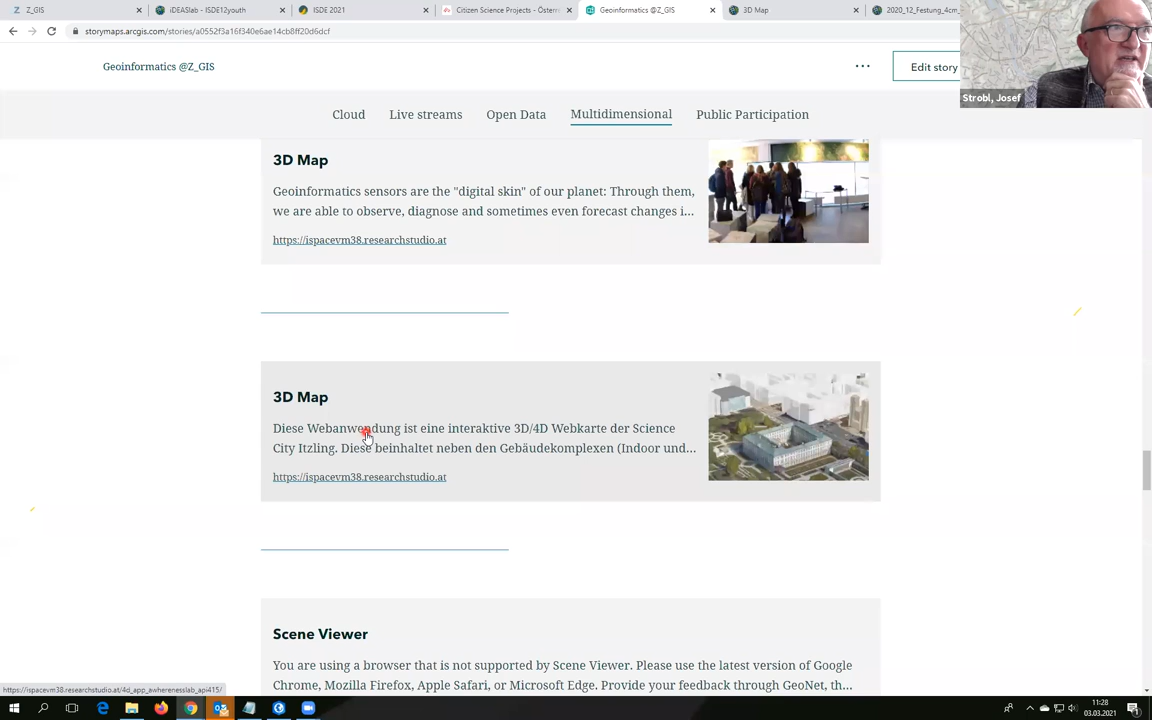 Z_GIS
iDEASlab - ISDE12youth
ISDE 2021
Citizen Science Projects - Österr
Geoinformatics @Z_GIS
3D Map
2020_12_Festung_4cm_
storymaps.arcgis.com/stories/a0552f3a16f340e6ae14cb8ff20d6dcf
Geoinformatics @Z_GIS
Edit story
Strobl, Josef
Cloud
Live streams
Open Data
Multidimensional
Public Participation
3D Map
Geoinformatics sensors are the "digital skin" of our planet: Through them,
we are able to observe, diagnose and sometimes even forecast changes i...
https://ispacevm38.researchstudio.at
3D Map
Diese Webanwendung ist eine interaktive 3D/4D Webkarte der Science
City Itzling. Diese beinhaltet neben den Gebäudekomplexen (Indoor und...
https://ispacevm38.researchstudio.at
Scene Viewer
You are using a browser that is not supported by Scene Viewer. Please use the latest version of Google
Chrome, Mozilla Firefox, Apple Safari, or Microsoft Edge. Provide your feedback through GeoNet, th...
https://ispacevm38.researchstudio.at/4d_app_awherenesslab_api415/
11:28
03.03.2021